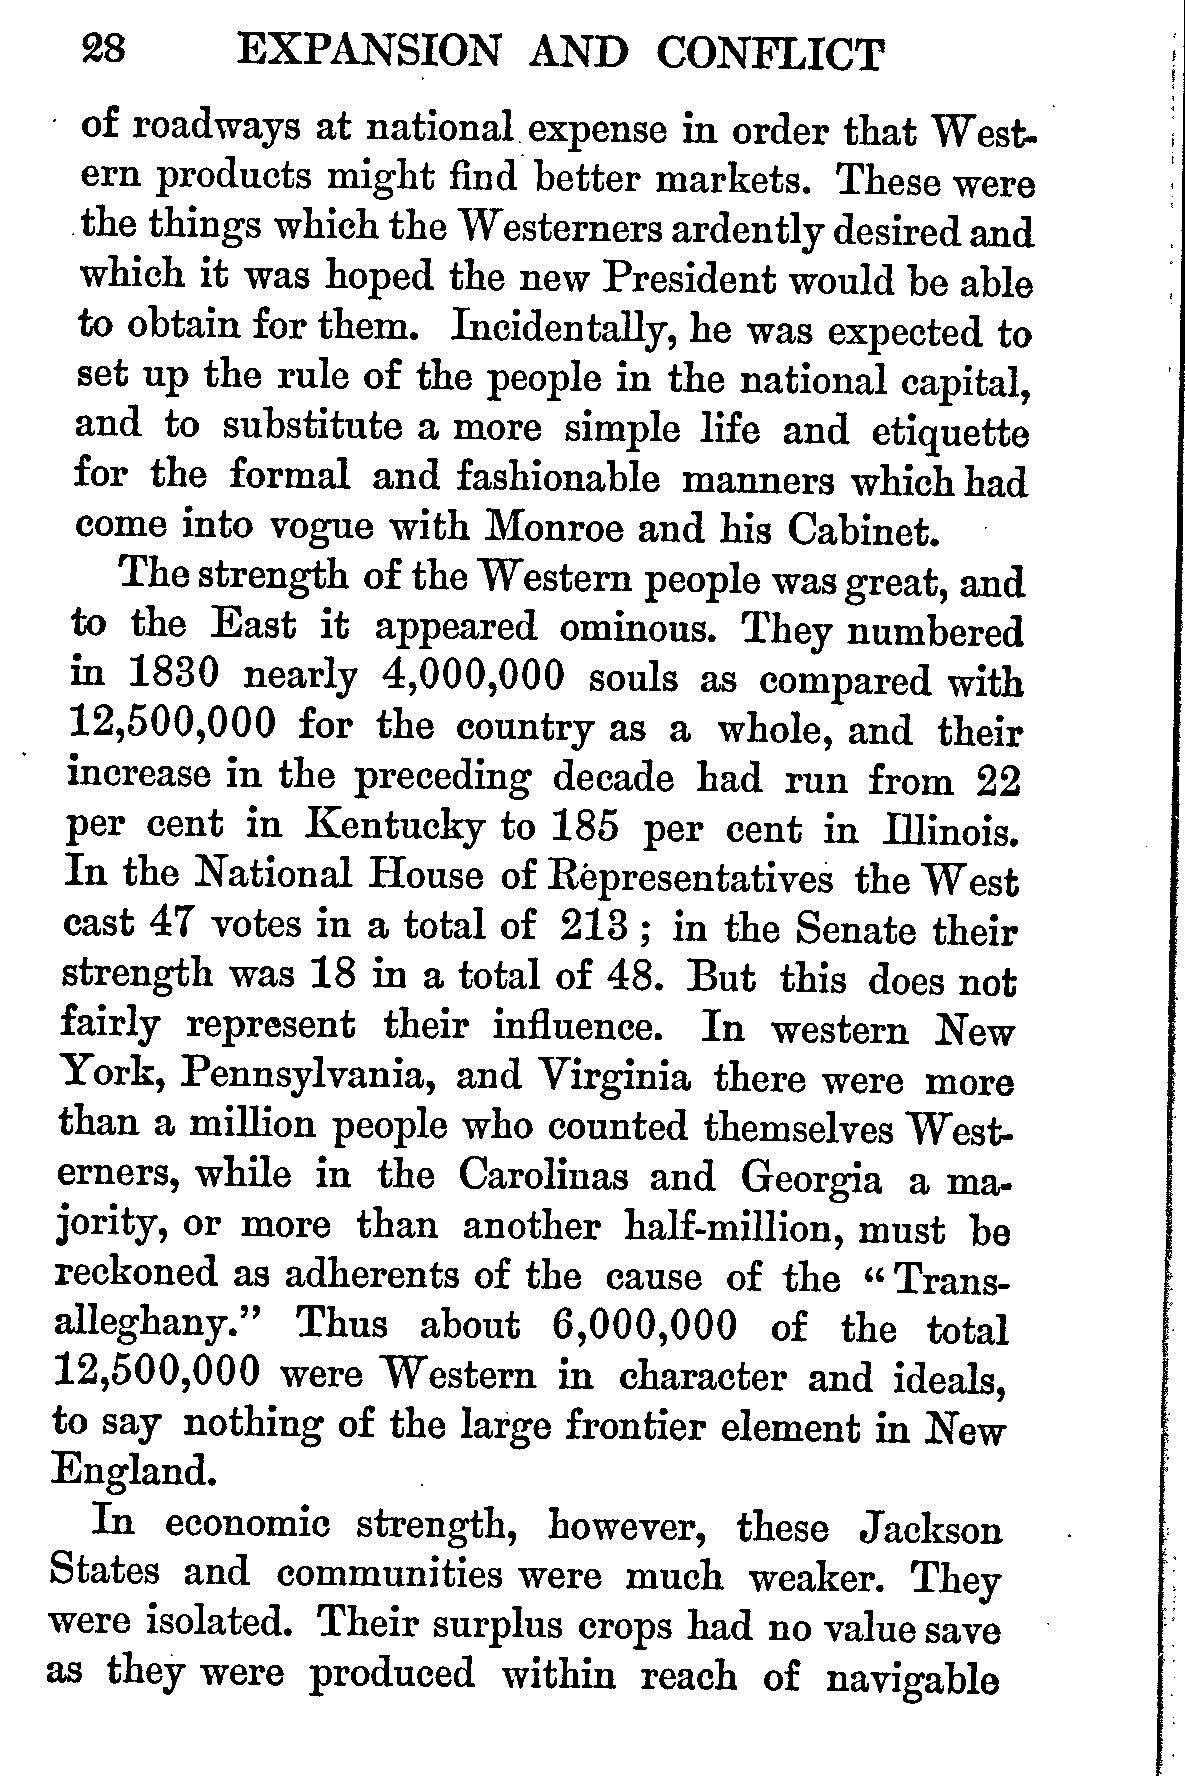 28 EXPANSION AND CONFLICT
of roadways at national expense in order that West-
ern products might find better markets. These were
the things which the Westerners ardently desired and
which it was hoped the new President would be able
to obtain for them. Incidentally, he was expected to
set up the rule of the people in the national capital,
and to substitute a more simple life and etiquette
for the formal and fashionable manners which had
come into vogue with Monroe and his Cabinet.
The strength of the Western people was great, and
to the East it appeared ominous. They numbered
in 1830 nearly 4,000,000 souls as compared with
12,500,000 for the country as a whole, and their
increase in the preceding decade had run from 22
per cent in Kentucky to 185 per cent in Illinois.
In the National House of Representatives the West
cast 47 votes in a total of 213 ; in the Senate their
strength was 18 in a total of 48. But this does not
fairly represent their influence. In western New
York, Pennsylvania, and Virginia there were more
than a million people who counted themselves West-
erners, while in the Carolinas and Georgia a ma-
jority, or more than another half-million, must be
reckoned as adherents of the cause of the "Trans-
alleghany." Thus about 6,000,000 of the total
12,500,000 were Western in character and ideals,
to say nothing of the large frontier element in New
England.
In economic strength, however, these Jackson
States and communities were much weaker. They
were isolated. Their surplus crops had no value save
as they were produced within reach of navigable